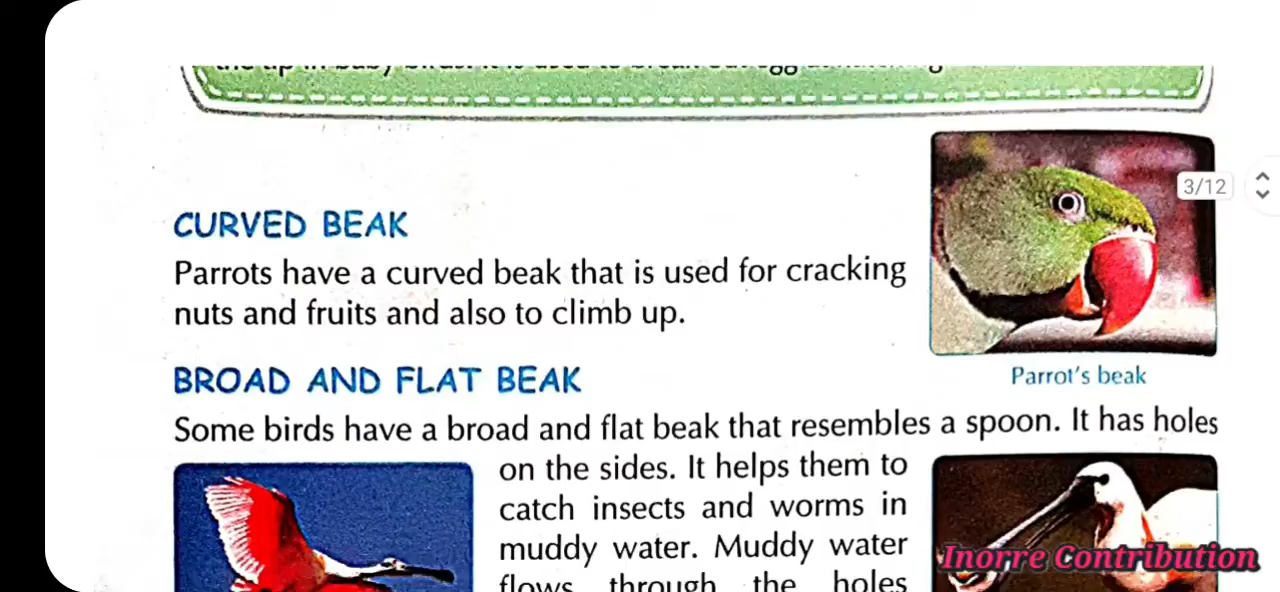 3/12
CURVED BEAK
Parrots have a curved beak that is used for cracking
nuts and fruits and also to climb up.
Parrot's beak
BROAD AND FLAT BEAK
Some birds have a broad and flat beak that resembles a spoon. It has holes
on the sides. It helps them to
catch insects and worms in
muddy water. Muddy water
flows through the holes
Inorre Contribution